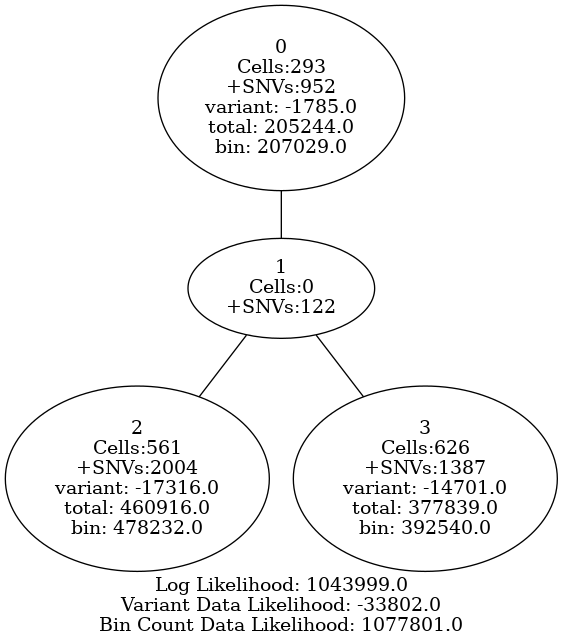 0
Cells:293
+SNVs:952
variant: -1785.0
total: 205244.0
bin: 207029.0
1
Cells:0
+SNVs:122
2
Cells:561
+SNVs:2004
variant: -17316.0
total: 460916.0
bin: 478232.0
3
Cells:626
+SNVs:1387
variant: -14701.0
total: 377839.0
bin: 392540.0
Log Likelihood: 1043999.0
Variant Data Likelihood: -33802.0
Bin Count Data Likelihood: 1077801.0